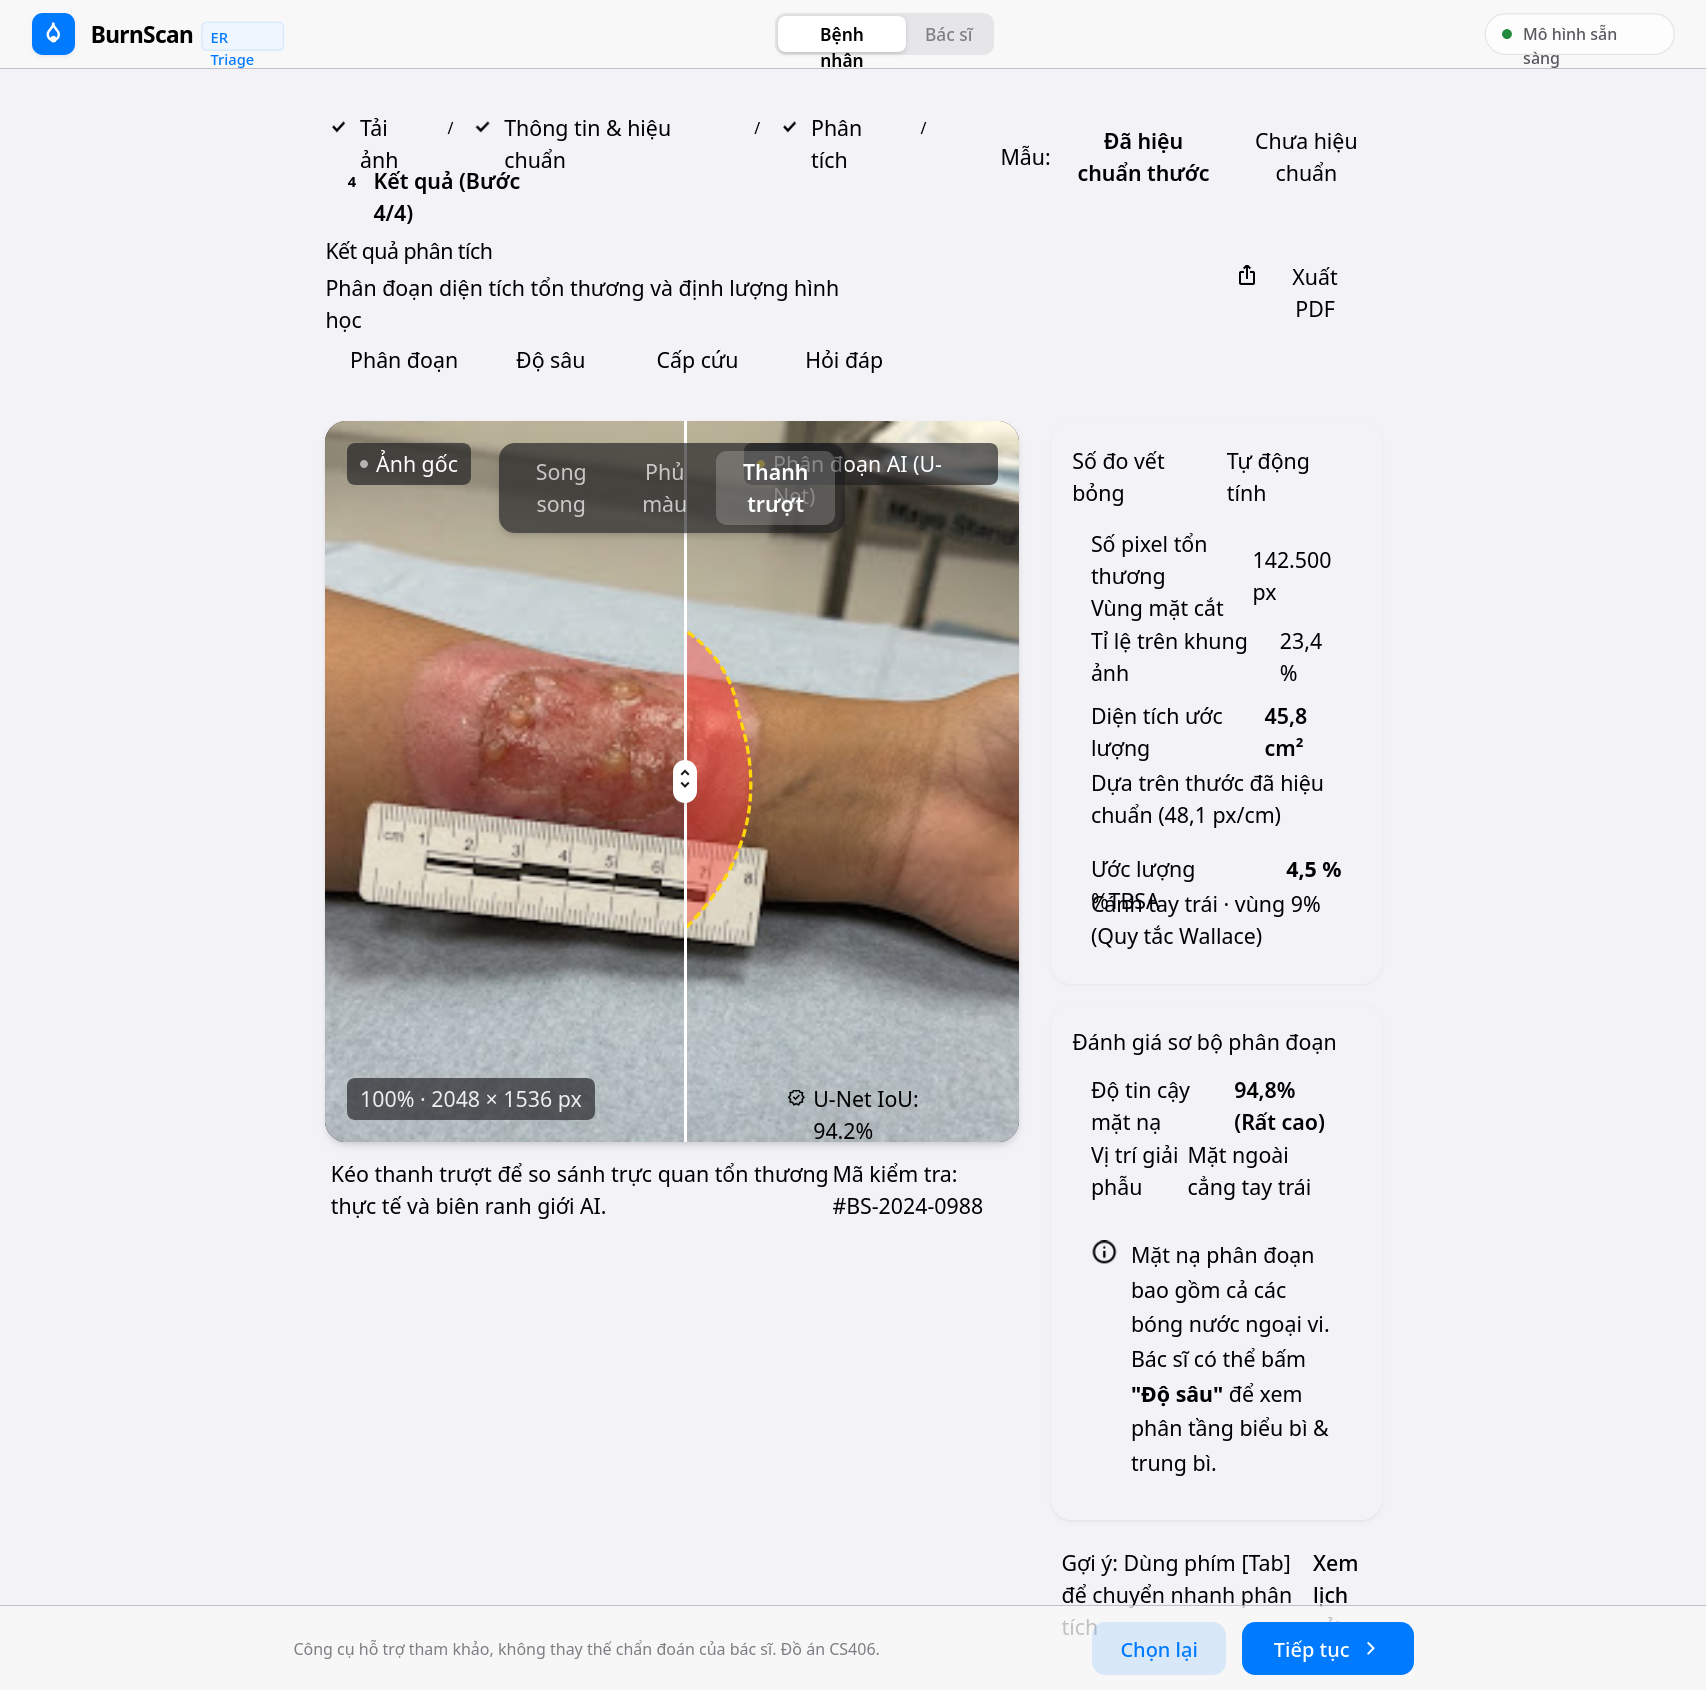 BurnScan
ER
Triage
Bệnh
nhân
Bác sĩ
Mô hình sẵn
sàng
Tải
ảnh
/
Thông tin & hiệu
chuẩn
/
Phân
tích
/
4 Kết quả (Bước
4/4)
Mẫu:
Đã hiệu
chuẩn thước
Chưa hiệu
chuẩn
Kết quả phân tích
Phân đoạn diện tích tổn thương và định lượng hình
học
Xuất
PDF
Phân đoạn
Độ sâu
Cấp cứu
Hỏi đáp
Ảnh gốc
Song
song
Phủ
màu
Thanh
trượt
Phân đoạn AI (U-
Net)
Mayo Stand
cm 1 2 3 4 5 6 7 8
100% · 2048 × 1536 px
U-Net IoU:
94.2%
Kéo thanh trượt để so sánh trực quan tổn thương
thực tế và biên ranh giới AI.
Mã kiểm tra:
#BS-2024-0988
Số đo vết
bỏng
Tự động
tính
Số pixel tổn
thương
Vùng mặt cắt
142.500
px
Tỉ lệ trên khung
ảnh
23,4
%
Diện tích ước
lượng
45,8
cm²
Dựa trên thước đã hiệu
chuẩn (48,1 px/cm)
Ước lượng
%TBSA
4,5 %
Cánh tay trái · vùng 9%
(Quy tắc Wallace)
Đánh giá sơ bộ phân đoạn
Độ tin cậy
mặt nạ
94,8%
(Rất cao)
Vị trí giải
phẫu
Mặt ngoài
cẳng tay trái
Mặt nạ phân đoạn
bao gồm cả các
bóng nước ngoại vi.
Bác sĩ có thể bấm
"Độ sâu" để xem
phân tầng biểu bì &
trung bì.
Gợi ý: Dùng phím [Tab]
để chuyển nhanh phân
tích
Xem
lịch
Công cụ hỗ trợ tham khảo, không thay thế chẩn đoán của bác sĩ. Đồ án CS406.
Chọn lại
Tiếp tục